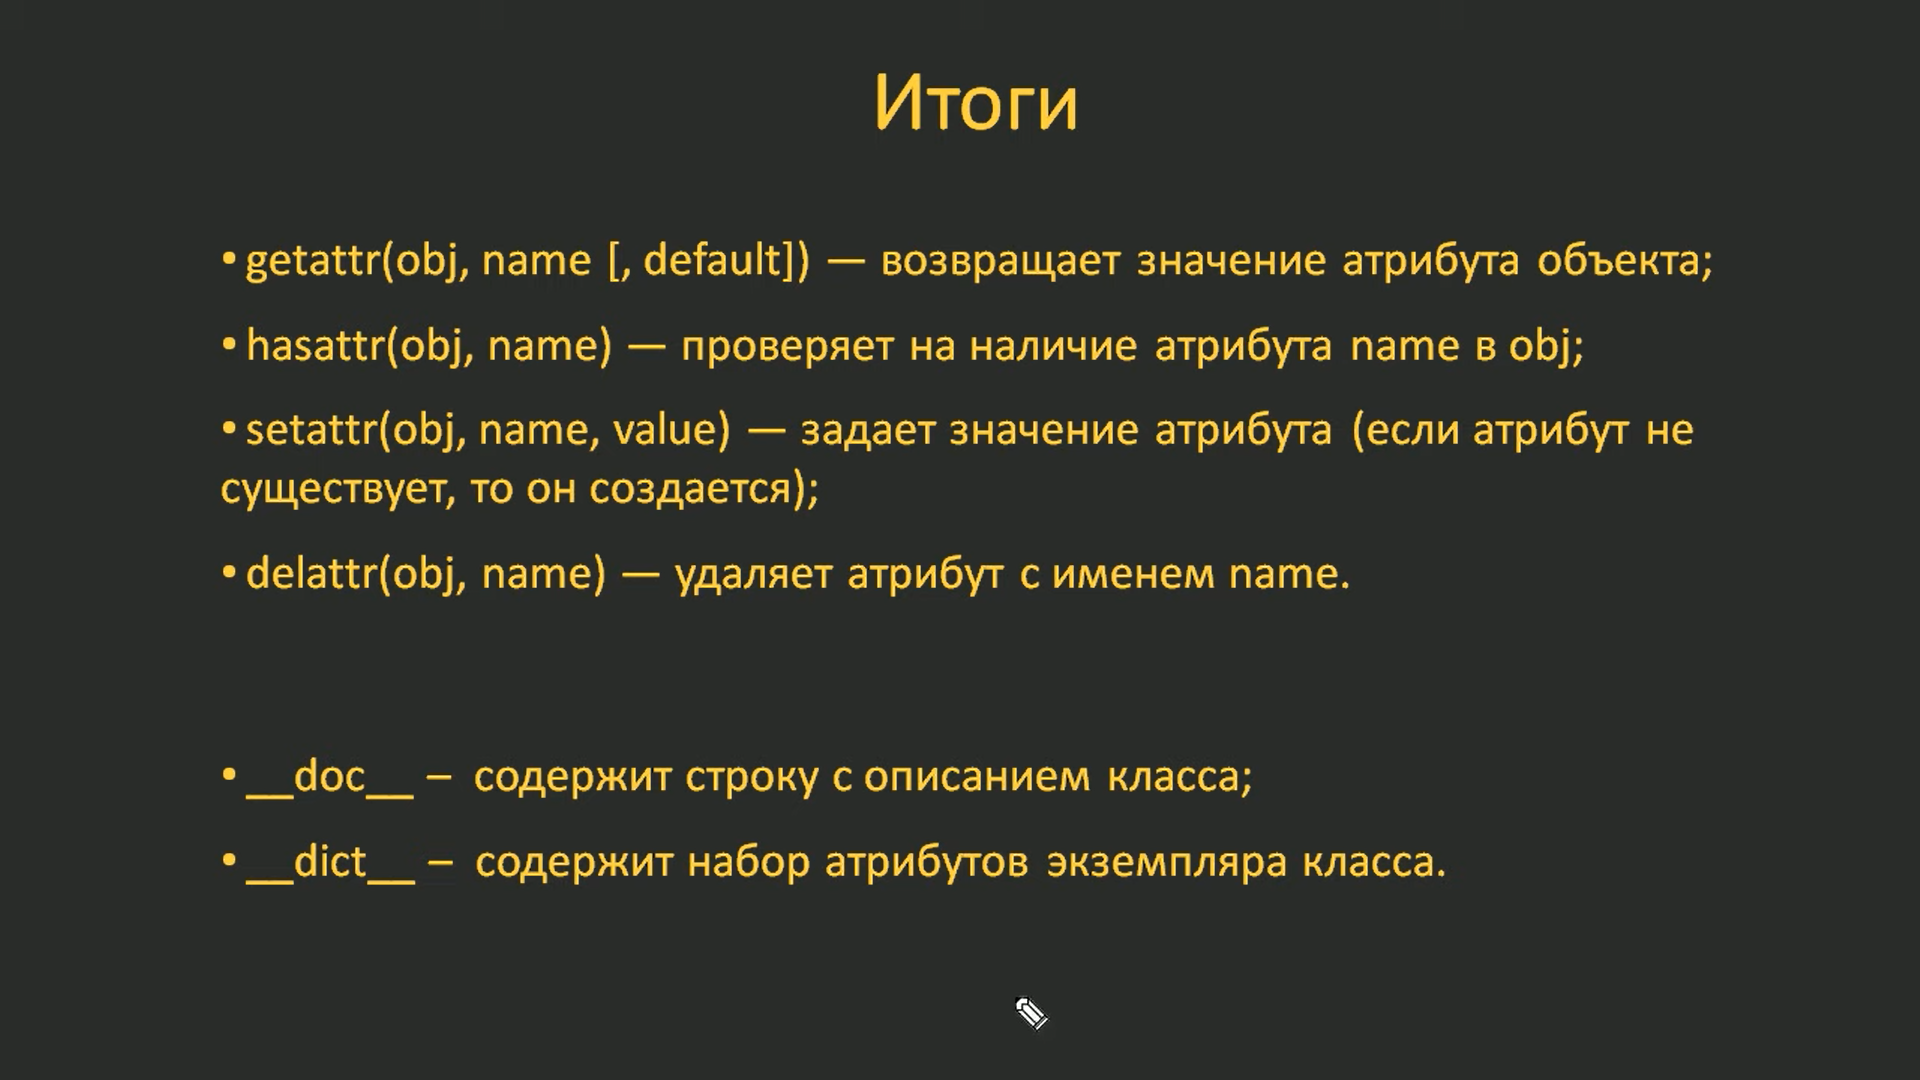 Итоги
• getattr(obj, name [, default]) — возвращает значение атрибута объекта;
• hasattr(obj, name) — проверяет на наличие атрибута name в obj;
• setattr(obj, name, value) — задает значение атрибута (если атрибут не
существует, то он создается);
• delattr(obj, name) — удаляет атрибут с именем name.
• __doc__ – содержит строку с описанием класса;
• __dict__ – содержит набор атрибутов экземпляра класса.